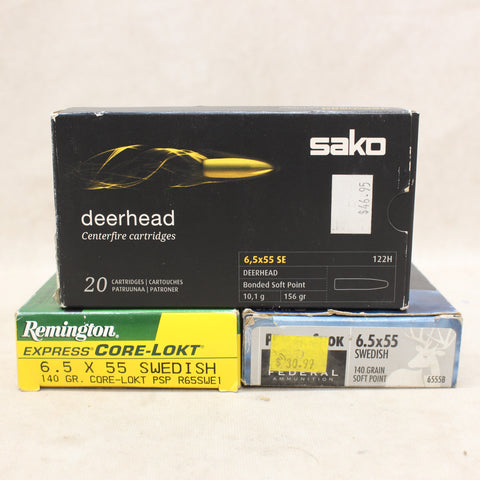 sako
$46.95
deerhead
Centerfire cartridges
20 CARTRIDGES / CARTOUCHES
PATRUUNAA / PATRONER
6,5x55 SE 122H
DEERHEAD
Bonded Soft Point
10,1 g 156 gr
Remington
EXPRESS CORE-LOKT
6.5 X 55 SWEDISH
140 GR. CORE-LOKT PSP R65SWE1
6.5x55
SWEDISH
FEDERAL
AMMUNITION
140 GRAIN
SOFT POINT
6555B